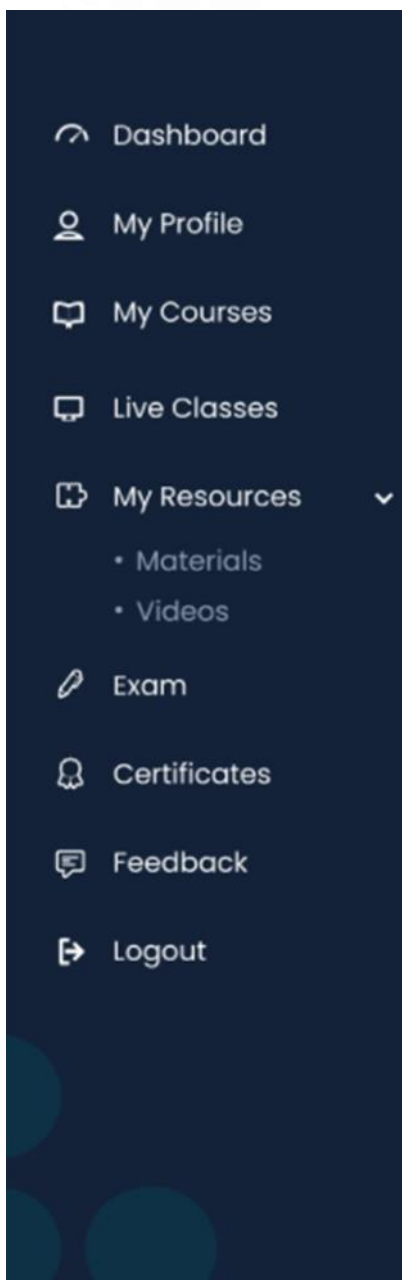 Dashboard
My Profile
My Courses
Live Classes
My Resources
• Materials
• Videos
Exam
Certificates
Feedback
Logout